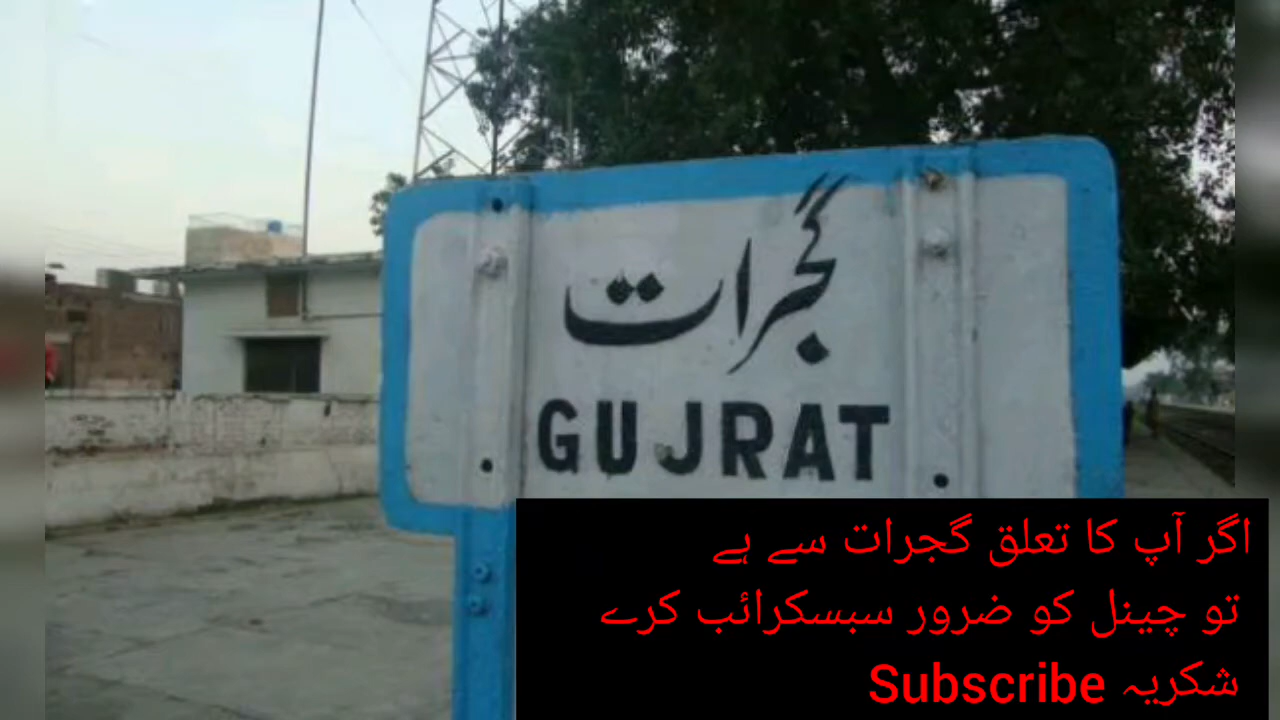 گجرات
GUJRAT
اگر آپ کا تعلق گجرات سے ہے
تو چینل کو ضرور سبسکرائب کرے
شکریہ Subscribe